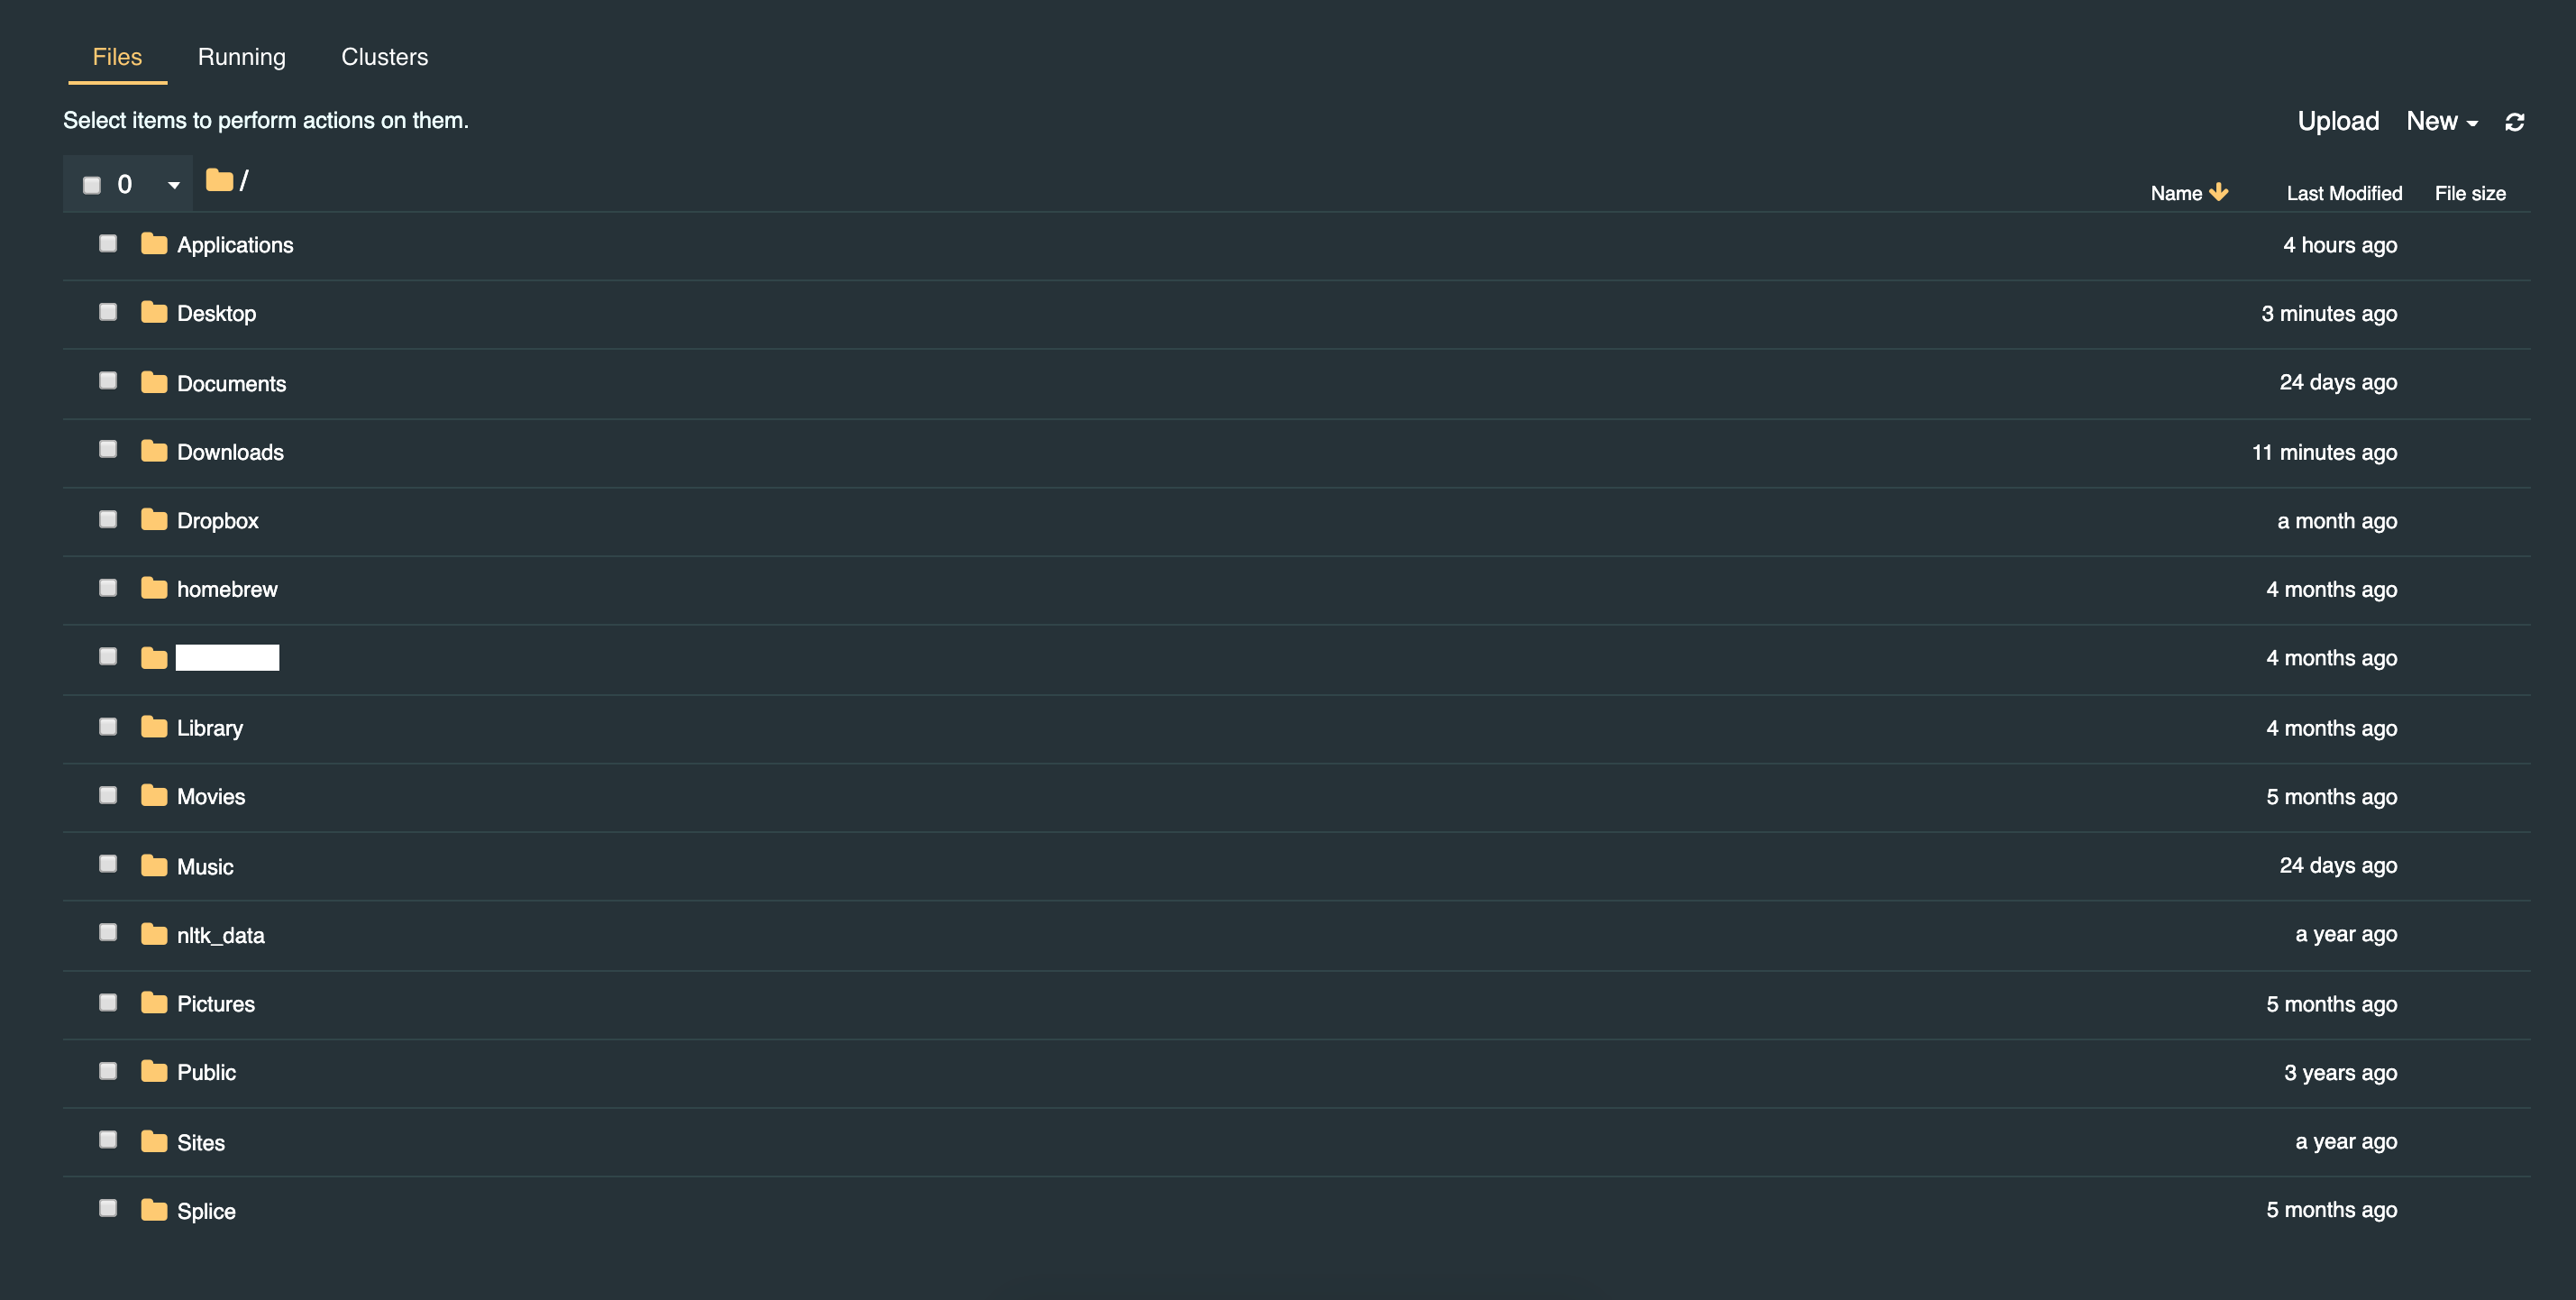 Files Running Clusters
Select items to perform actions on them.
Upload New
0 /
Name Last Modified File size
Applications 4 hours ago
Desktop 3 minutes ago
Documents 24 days ago
Downloads 11 minutes ago
Dropbox a month ago
homebrew 4 months ago
4 months ago
Library 4 months ago
Movies 5 months ago
Music 24 days ago
nltk_data a year ago
Pictures 5 months ago
Public 3 years ago
Sites a year ago
Splice 5 months ago